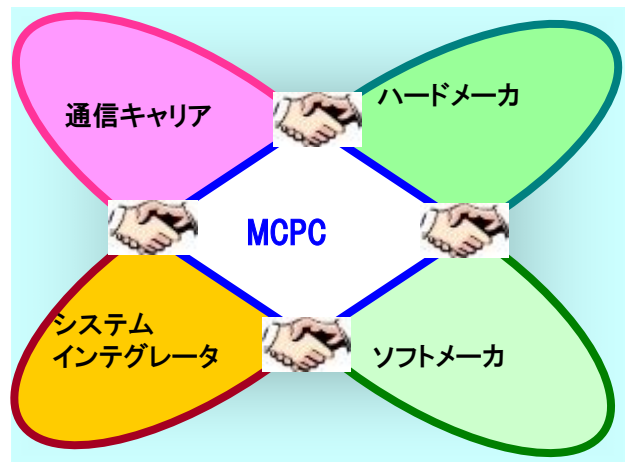 通信キャリア
ハードメーカ
MCPC
システム
インテグレータ
ソフトメーカ